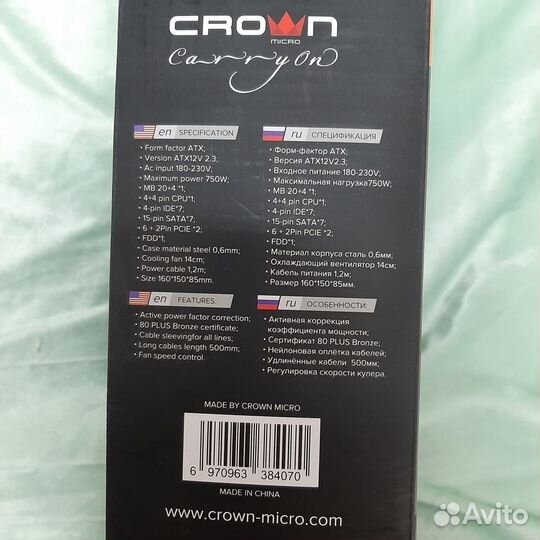 CROWN
MICRO
CarryOn
en SPECIFICATION
• Form factor ATX;
• Version ATX12V 2.3;
• Ac input 180-230V;
• Maximum power 750W;
• MB 20+4 *1;
• 4+4 pin CPU*1;
• 4-pin IDE*7;
• 15-pin SATA*7;
• 6 + 2Pin PCIE *2;
• FDD*1;
• Case material steel 0,6mm;
• Cooling fan 14cm;
• Power cable 1,2m;
• Size 160*150*85mm.
ru СПЕЦИФИКАЦИЯ
• Форм-фактор ATX;
• Версия ATX12V2.3;
• Входное питание 180-230V;
• Максимальная нагрузка750W;
• MB 20+4 *1;
• 4+4 pin CPU*1;
• 4-pin IDE*7;
• 15-pin SATA*7;
• 6 + 2Pin PCIE *2;
• FDD*1;
• Материал корпуса сталь 0,6мм;
• Охлаждающий вентилятор 14см;
• Кабель питания 1,2м;
• Размер 160*150*85мм.
en FEATURES:
• Active power factor correction;
• 80 PLUS Bronze certificate;
• Cable sleevingfor all lines;
• Long cables length 500mm;
• Fan speed control.
ru ОСОБЕННОСТИ:
• Активная коррекция
коэффициента мощности;
• Сертификат 80 PLUS Bronze;
• Нейлоновая оплётка кабелей;
• Удлинённые кабели 500мм;
• Регулировка скорости кулера.
MADE BY CROWN MICRO
6 970963 384070
MADE IN CHINA
www.crown-micro.com
Avito